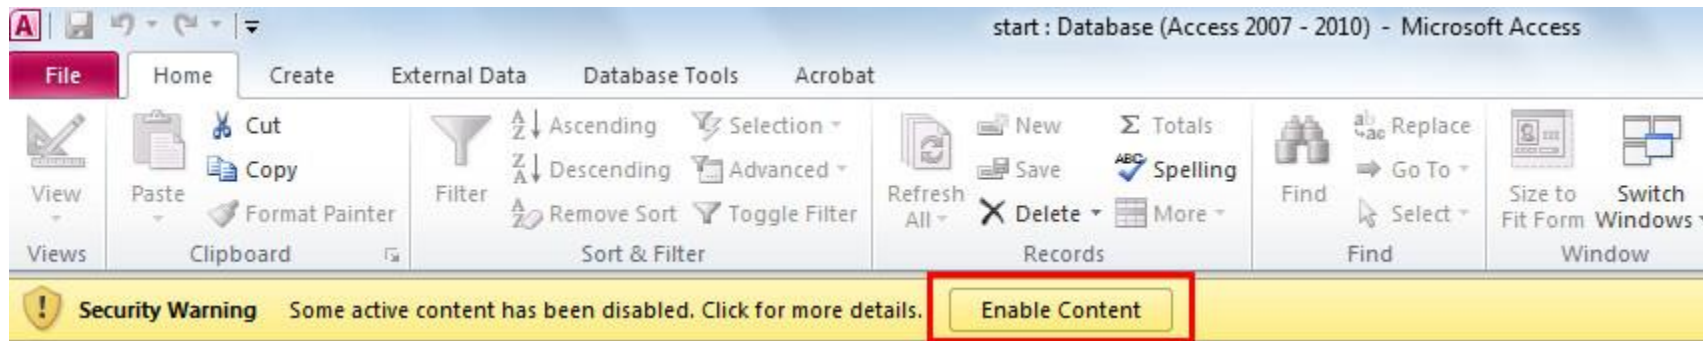 A start : Database (Access 2007 - 2010) - Microsoft Access
File Home Create External Data Database Tools Acrobat
View
Views
Paste
Cut
Copy
Format Painter
Clipboard
Filter
Ascending
Descending
Remove Sort
Selection
Advanced
Toggle Filter
Sort & Filter
Refresh
All
New
Save
Delete
Σ Totals
ABC Spelling
More
Records
Find
Replace
Go To
Select
Find
Size to
Fit Form
Switch
Windows
Window
! Security Warning Some active content has been disabled. Click for more details. Enable Content